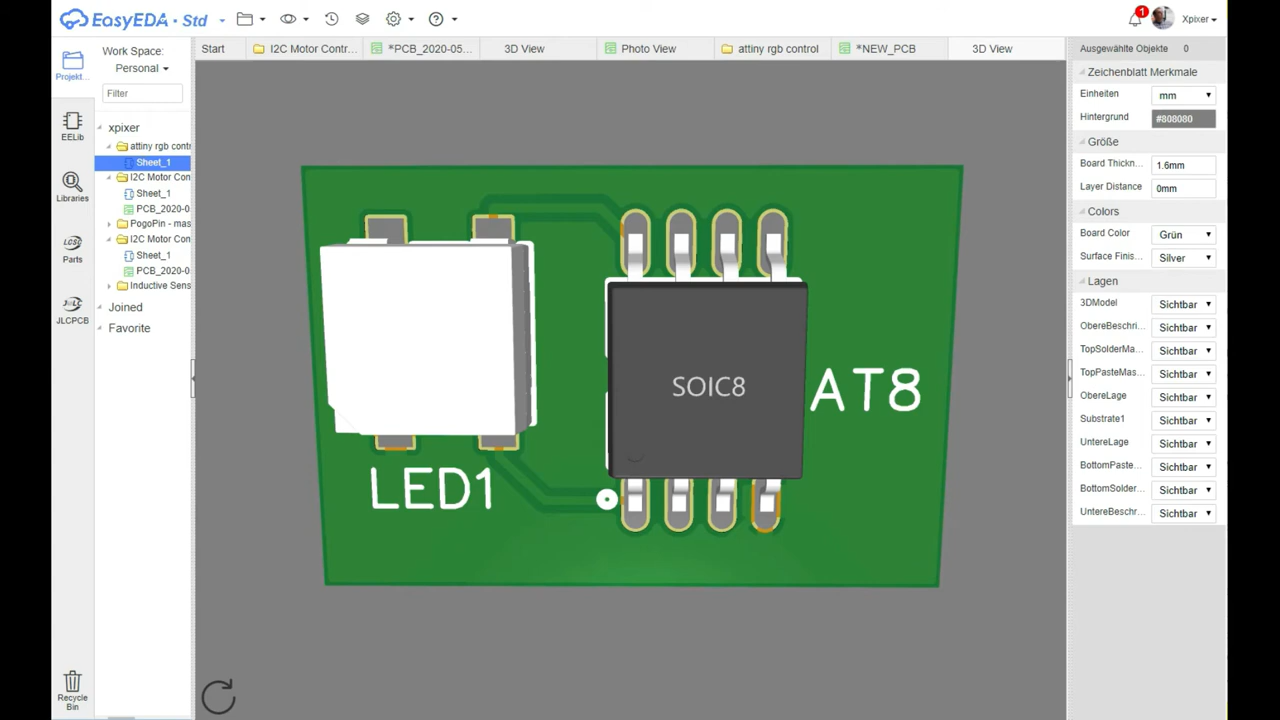 EasyEDA · Std
1
Xpixer
Start
I2C Motor Contr...
*PCB_2020-05...
3D View
Photo View
attiny rgb control
*NEW_PCB
3D View
Projekt...
EELib
Libraries
LCSC
Parts
JLCPCB
Recycle
Bin
Work Space:
Personal
Filter
xpixer
attiny rgb contr
Sheet_1
I2C Motor Con
Sheet_1
PCB_2020-0
PogoPin - mas
I2C Motor Con
Sheet_1
PCB_2020-0
Inductive Sens
Joined
Favorite
SOIC8
AT8
LED1
Ausgewählte Objekte 0
Zeichenblatt Merkmale
Einheiten mm
Hintergrund #808080
Größe
Board Thickn... 1.6mm
Layer Distance 0mm
Colors
Board Color Grün
Surface Finis... Silver
Lagen
3DModel Sichtbar
ObereBeschri... Sichtbar
TopSolderMa... Sichtbar
TopPasteMas... Sichtbar
ObereLage Sichtbar
Substrate1 Sichtbar
UntereLage Sichtbar
BottomPaste... Sichtbar
BottomSolder... Sichtbar
UntereBeschr... Sichtbar